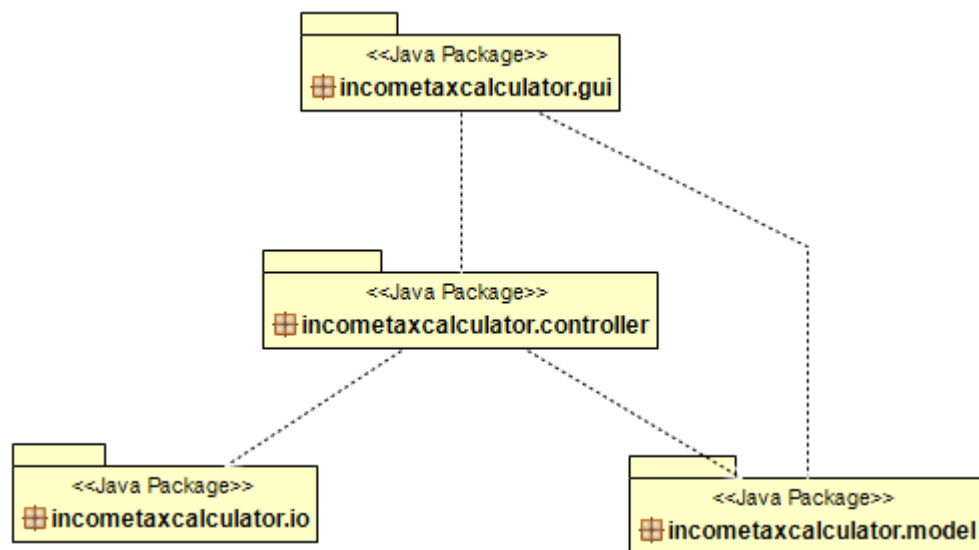 <<Java Package>>
incometaxcalculator.gui
<<Java Package>>
incometaxcalculator.controller
<<Java Package>>
incometaxcalculator.io
<<Java Package>>
incometaxcalculator.model